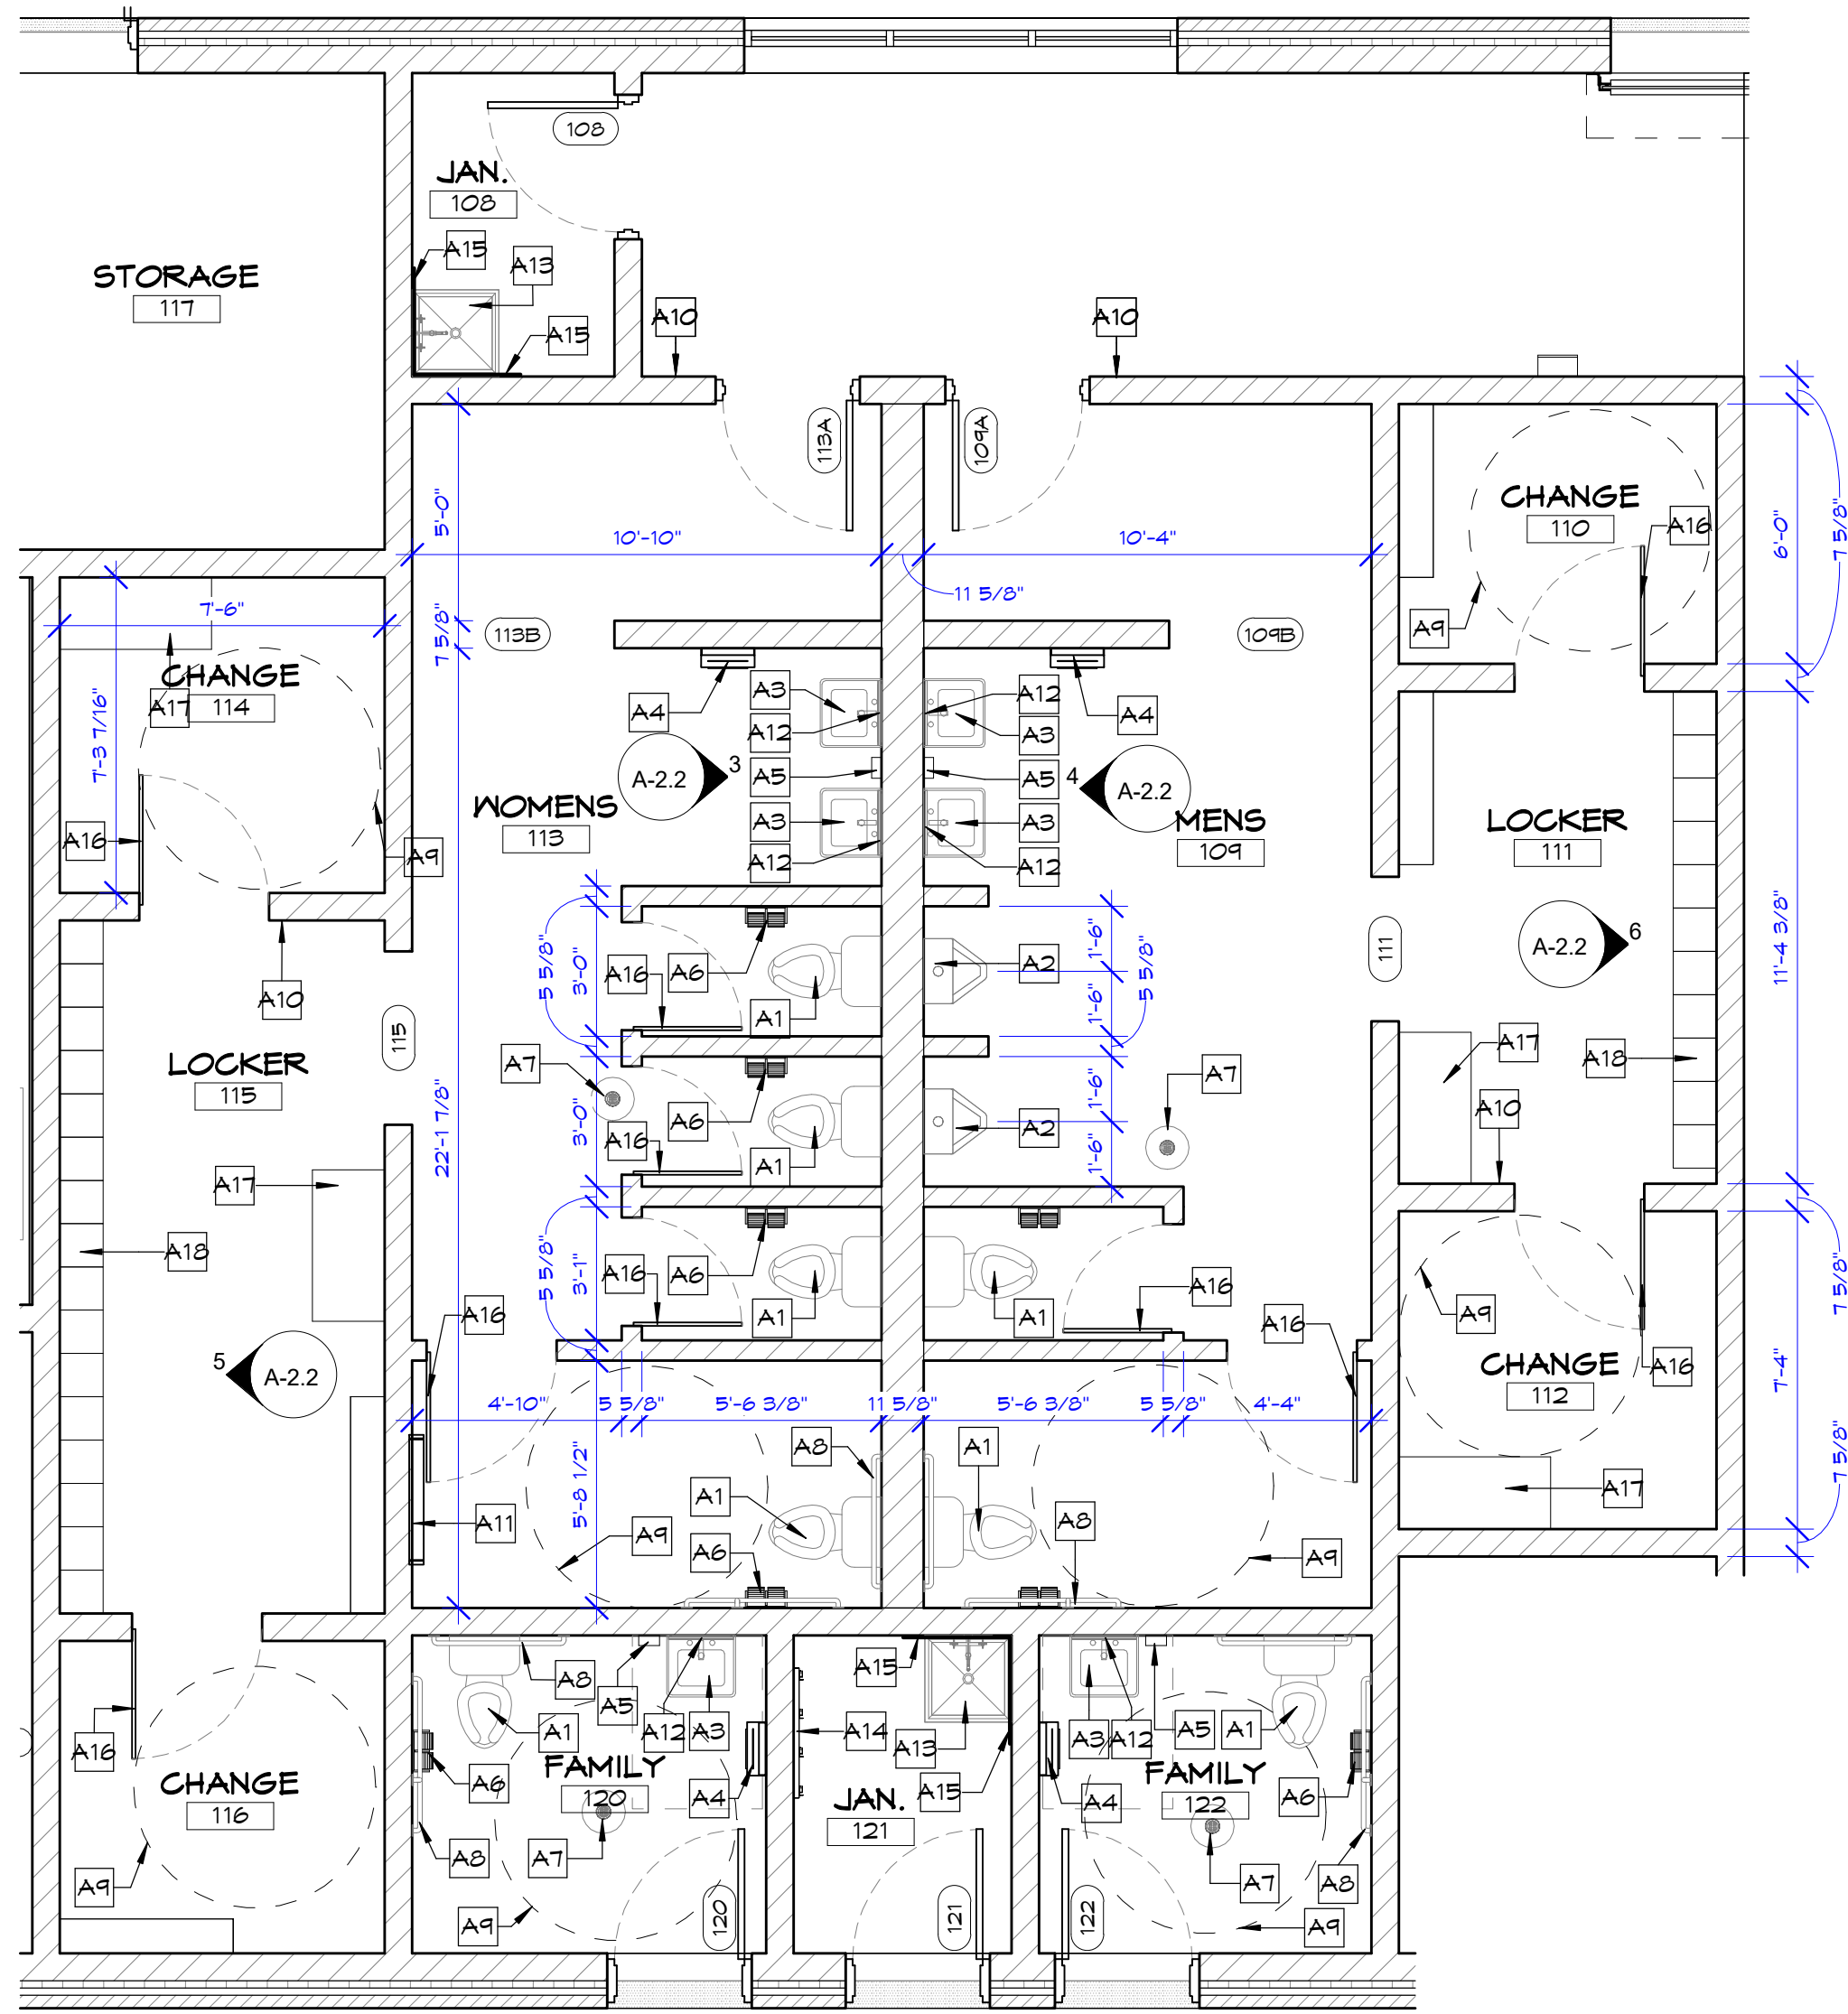 108
JAN.
108
A15
A13
STORAGE
117
A15
A10
A10
113A
109A
CHANGE
110
A16
5'-0"
10'-10"
10'-4"
6'-0"
7 5/8"
11 5/8"
7'-6"
7 5/8"
113B
109B
A9
CHANGE
114
A17
A4
A3
A12
A4
A12
A3
7'-3 7/16"
A-2.2
3
A5
A5
4
A-2.2
WOMENS
113
A3
A3
MENS
109
LOCKER
111
A16
A9
A12
A12
A-2.2
6
111
5 5/8"
3'-0"
A16
A6
A2
1'-6"
5 5/8"
11'-4 3/8"
A10
A1
1'-6"
115
LOCKER
115
A7
A7
A17
A18
22'-1 7/8"
3'-0"
A6
A16
A1
A2
1'-6"
1'-6"
A10
A17
A18
5 5/8"
3'-1"
A16
A6
A16
7 5/8"
A16
A1
A1
A16
A9
5
A-2.2
CHANGE
112
A16
7'-4"
4'-10"
5 5/8"
5'-6 3/8"
11 5/8"
5'-6 3/8"
5 5/8"
4'-4"
A8
A1
7 5/8"
5'-8 1/2"
A1
A17
A11
A9
A6
A8
A9
A8
A5
A15
A16
A1
A12
A3
A14
A13
A3
A12
A5
A1
CHANGE
116
A6
FAMILY
120
A4
A15
JAN.
121
A4
FAMILY
122
A6
A9
A8
A7
A7
A8
A9
120
121
122
A9